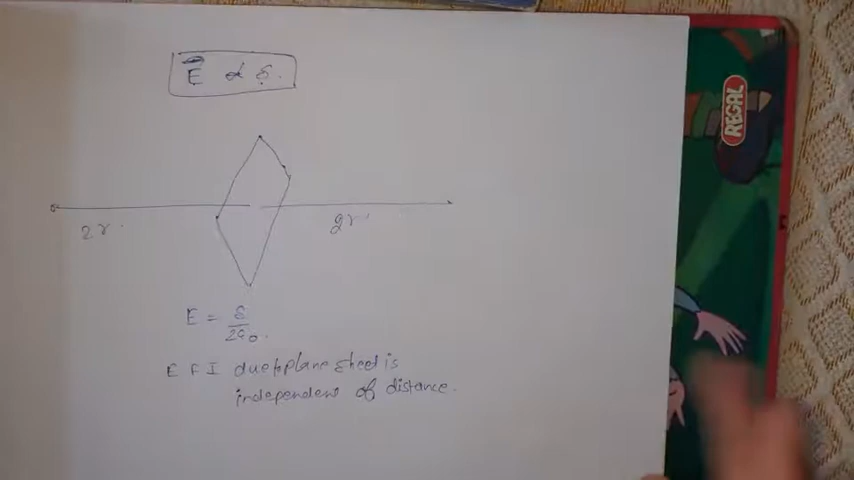 E α σ.
2r
2r
E = σ
2ε0.
E F I due to plane sheet is
independent of distance.
REGAL